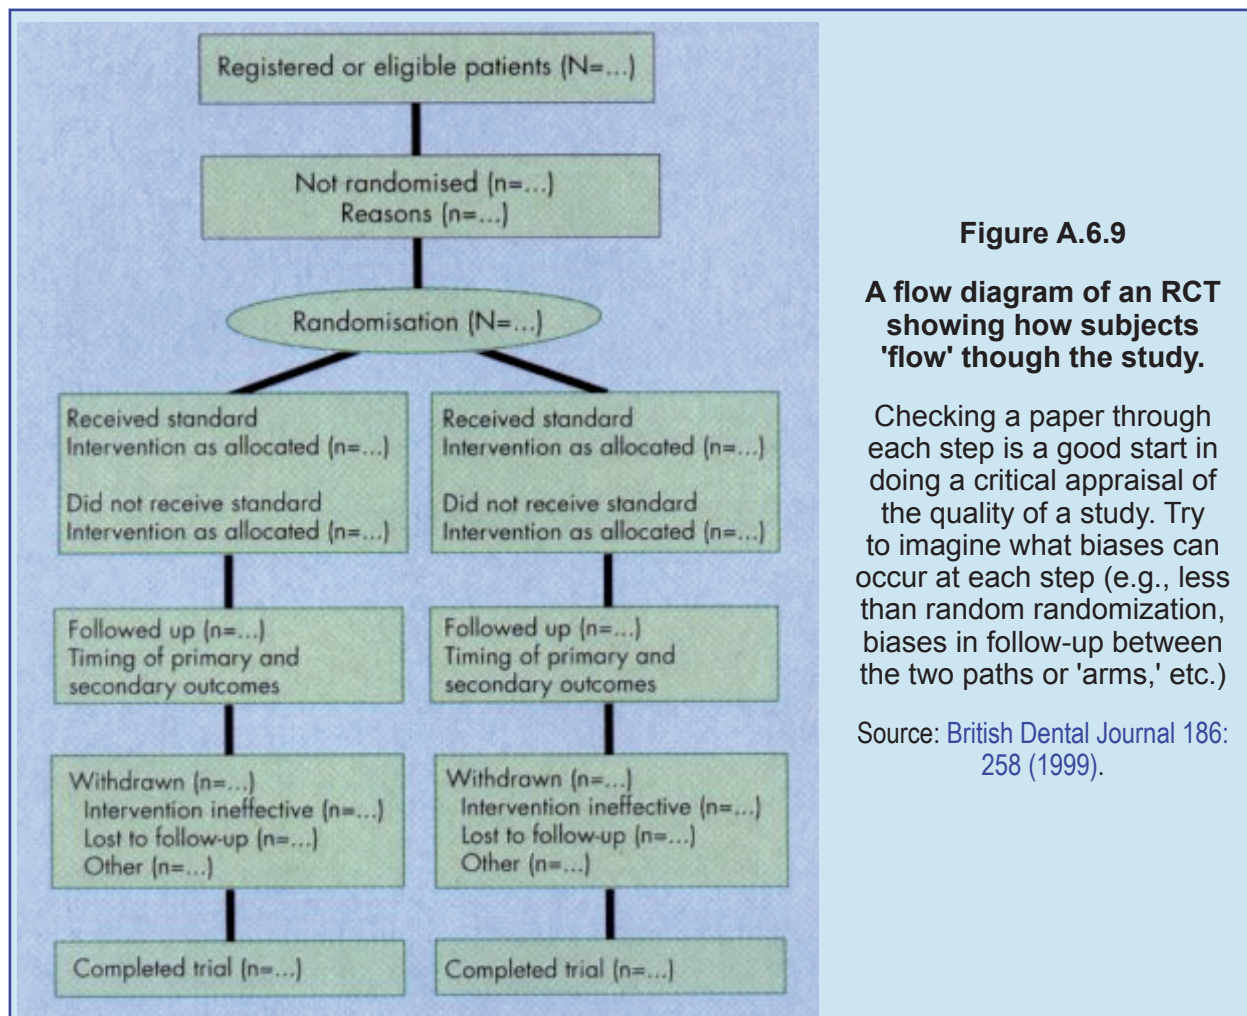 Registered or eligible patients (N=...)
Not randomised (n=...)
Reasons (n=...)
Randomisation (N=...)
Received standard
Intervention as allocated (n=...)
Did not receive standard
Intervention as allocated (n=...)
Received standard
Intervention as allocated (n=...)
Did not receive standard
Intervention as allocated (n=...)
Followed up (n=...)
Timing of primary and
secondary outcomes
Followed up (n=...)
Timing of primary and
secondary outcomes
Withdrawn (n=...)
Intervention ineffective (n=...)
Lost to follow-up (n=...)
Other (n=...)
Withdrawn (n=...)
Intervention ineffective (n=...)
Lost to follow-up (n=...)
Other (n=...)
Completed trial (n=...)
Completed trial (n=...)
Figure A.6.9
A flow diagram of an RCT
showing how subjects
'flow' though the study.
Checking a paper through
each step is a good start in
doing a critical appraisal of
the quality of a study. Try
to imagine what biases can
occur at each step (e.g., less
than random randomization,
biases in follow-up between
the two paths or 'arms,' etc.)
Source: British Dental Journal 186:
258 (1999).